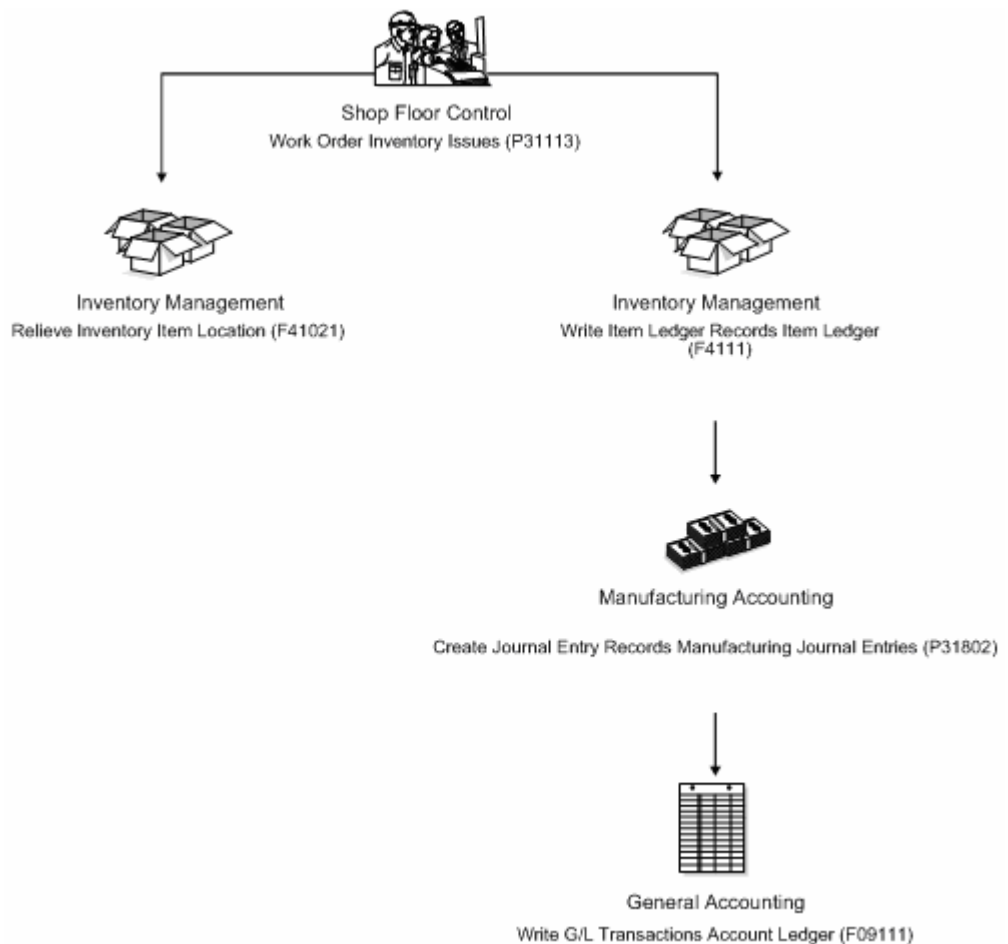 Shop Floor Control
Work Order Inventory Issues (P31113)
Inventory Management
Relieve Inventory Item Location (F41021)
Inventory Management
Write Item Ledger Records Item Ledger
(F4111)
Manufacturing Accounting
Create Journal Entry Records Manufacturing Journal Entries (P31802)
General Accounting
Write G/L Transactions Account Ledger (F09111)